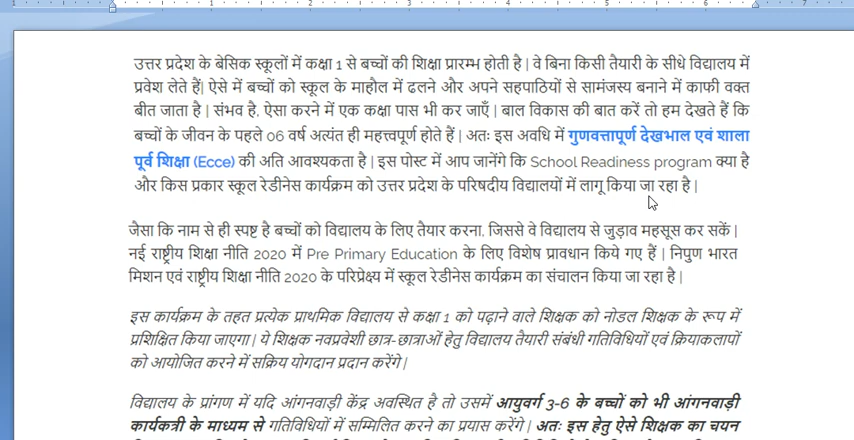 उत्तर प्रदेश के बेसिक स्कूलों में कक्षा 1 से बच्चों की शिक्षा प्रारम्भ होती है | वे बिना किसी तैयारी के सीधे विद्यालय में
प्रवेश लेते हैं| ऐसे में बच्चों को स्कूल के माहौल में ढलने और अपने सहपाठियों से सामंजस्य बनाने में काफी वक्त
बीत जाता है | संभव है, ऐसा करने में एक कक्षा पास भी कर जाएँ | बाल विकास की बात करें तो हम देखते हैं कि
बच्चों के जीवन के पहले 06 वर्ष अत्यंत ही महत्त्वपूर्ण होते हैं | अतः इस अवधि में गुणवत्तापूर्ण देखभाल एवं शाला
पूर्व शिक्षा (Ecce) की अति आवश्यकता है | इस पोस्ट में आप जानेंगे कि School Readiness program क्या है
और किस प्रकार स्कूल रेडीनेस कार्यक्रम को उत्तर प्रदेश के परिषदीय विद्यालयों में लागू किया जा रहा है |
जैसा कि नाम से ही स्पष्ट है बच्चों को विद्यालय के लिए तैयार करना, जिससे वे विद्यालय से जुड़ाव महसूस कर सकें |
नई राष्ट्रीय शिक्षा नीति 2020 में Pre Primary Education के लिए विशेष प्रावधान किये गए हैं | निपुण भारत
मिशन एवं राष्ट्रीय शिक्षा नीति 2020 के परिप्रेक्ष्य में स्कूल रेडीनेस कार्यक्रम का संचालन किया जा रहा है |
इस कार्यक्रम के तहत प्रत्येक प्राथमिक विद्यालय से कक्षा 1 को पढ़ाने वाले शिक्षक को नोडल शिक्षक के रूप में
प्रशिक्षित किया जाएगा | ये शिक्षक नवप्रवेशी छात्र-छात्राओं हेतु विद्यालय तैयारी संबंधी गतिविधियों एवं क्रियाकलापों
को आयोजित करने में सक्रिय योगदान प्रदान करेंगे |
विद्यालय के प्रांगण में यदि आंगनवाड़ी केंद्र अवस्थित है तो उसमें आयुवर्ग 3-6 के बच्चों को भी आंगनवाड़ी
कार्यकत्री के माध्यम से गतिविधियों में सम्मिलित करने का प्रयास करेंगे | अतः इस हेतु ऐसे शिक्षक का चयन